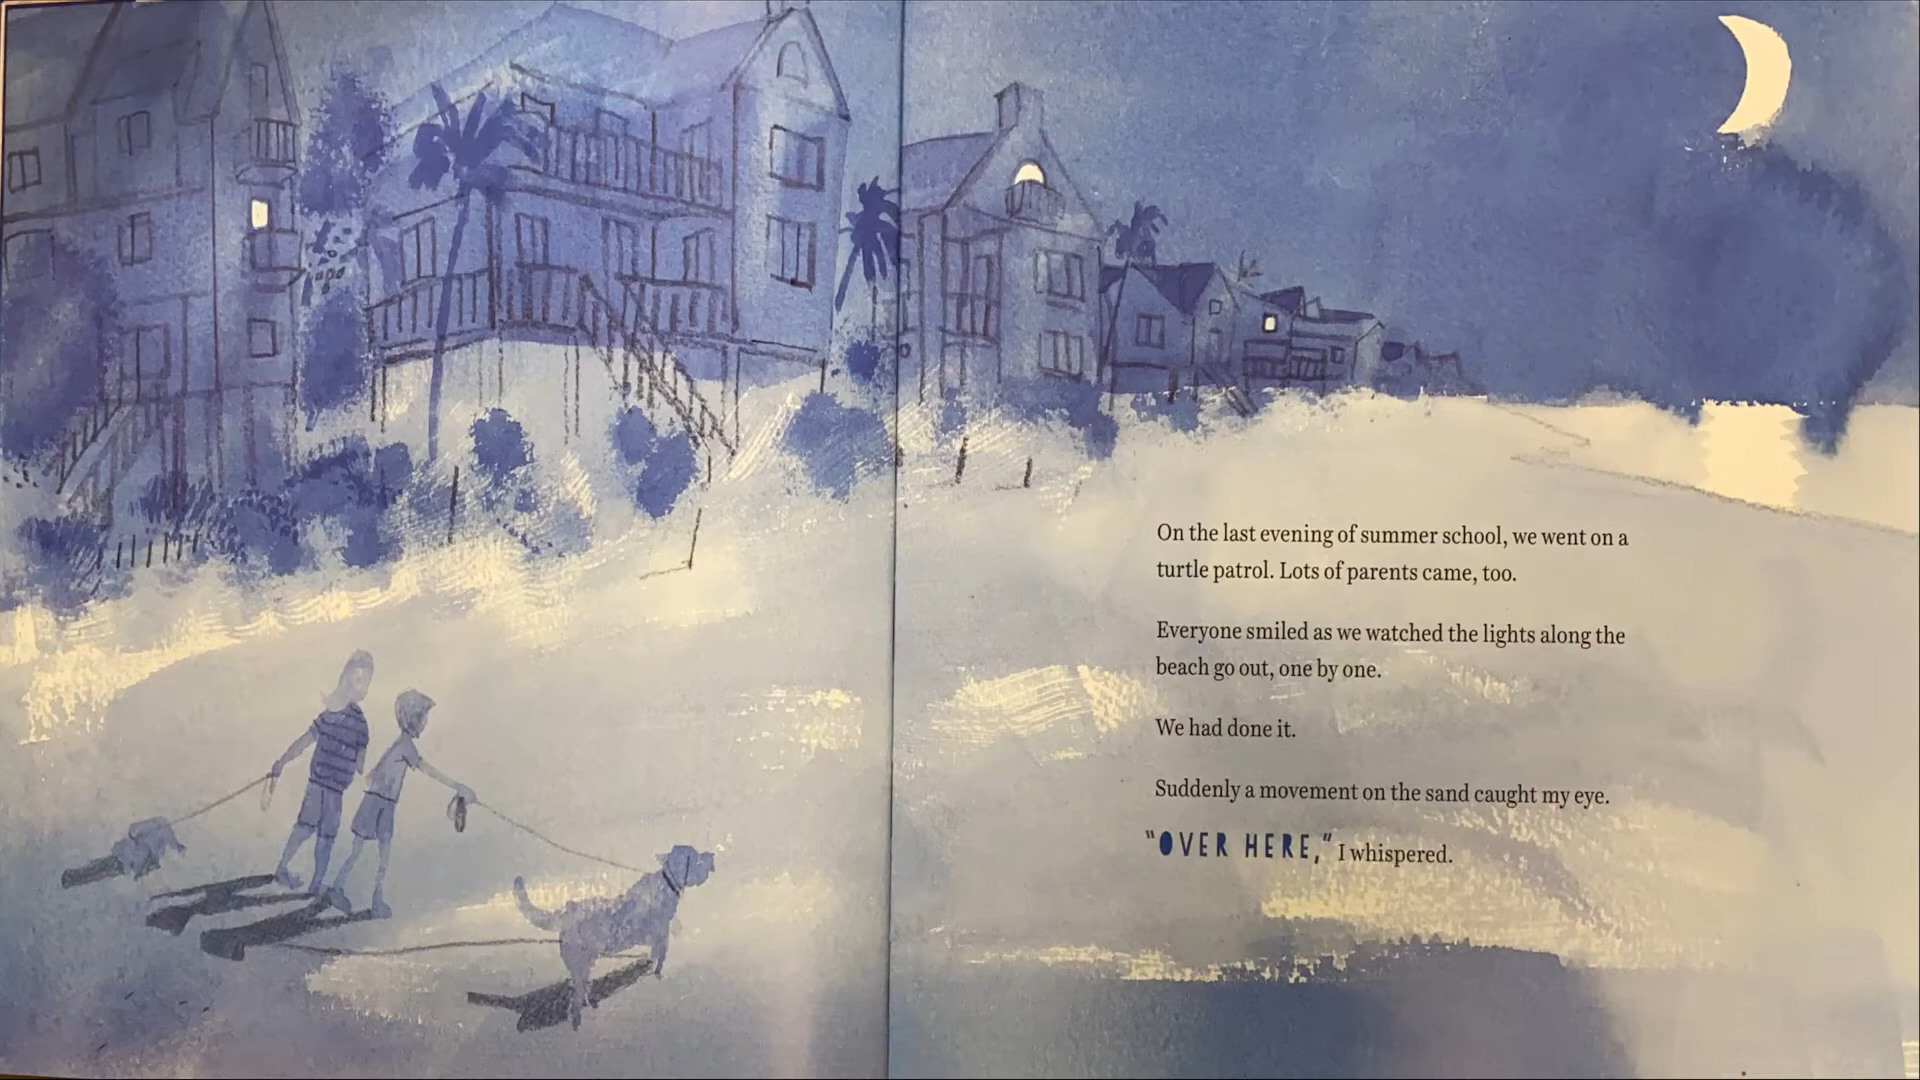 On the last evening of summer school, we went on a
turtle patrol. Lots of parents came, too.
Everyone smiled as we watched the lights along the
beach go out, one by one.
We had done it.
Suddenly a movement on the sand caught my eye.
"OVER HERE," I whispered.